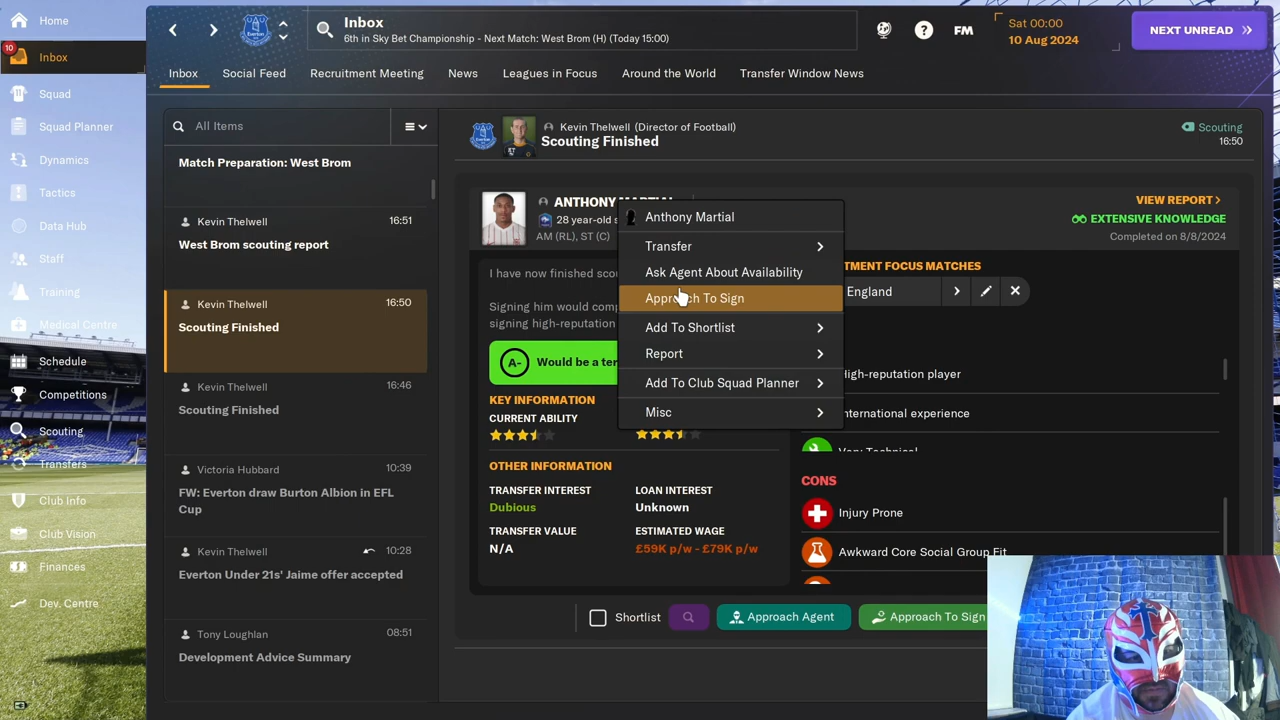 Home
Inbox
6th in Sky Bet Championship - Next Match: West Brom (H) (Today 15:00)
FM
Sat 00:00
10 Aug 2024
NEXT UNREAD
10
Inbox
Inbox
Social Feed
Recruitment Meeting
News
Leagues in Focus
Around the World
Transfer Window News
Squad
Squad Planner
Dynamics
Tactics
Data Hub
Staff
Training
Medical Centre
Schedule
Competitions
Scouting
Transfers
Club Info
Club Vision
Finances
Dev. Centre
All Items
Match Preparation: West Brom
Kevin Thelwell 16:51
West Brom scouting report
Kevin Thelwell 16:50
Scouting Finished
Kevin Thelwell 16:46
Scouting Finished
Victoria Hubbard 10:39
FW: Everton draw Burton Albion in EFL
Cup
Kevin Thelwell 10:28
Everton Under 21s' Jaime offer accepted
Tony Loughlan 08:51
Development Advice Summary
Kevin Thelwell (Director of Football)
Scouting Finished
Scouting
16:50
ANTHONY
28 year-old
AM (RL), ST (C)
VIEW REPORT
EXTENSIVE KNOWLEDGE
Completed on 8/8/2024
I have now finished
Signing him would
signing high-reputation
A- Would be a
KEY INFORMATION
CURRENT ABILITY
OTHER INFORMATION
TRANSFER INTEREST
Dubious
LOAN INTEREST
Unknown
TRANSFER VALUE
N/A
ESTIMATED WAGE
£59K p/w - £79K p/w
Anthony Martial
Transfer
Ask Agent About Availability
Approach To Sign
Add To Shortlist
Report
Add To Club Squad Planner
Misc
FOCUS MATCHES
England
High-reputation player
International experience
Very Technical
CONS
Injury Prone
Awkward Core Social Group Fit
Shortlist
Approach Agent
Approach To Sign